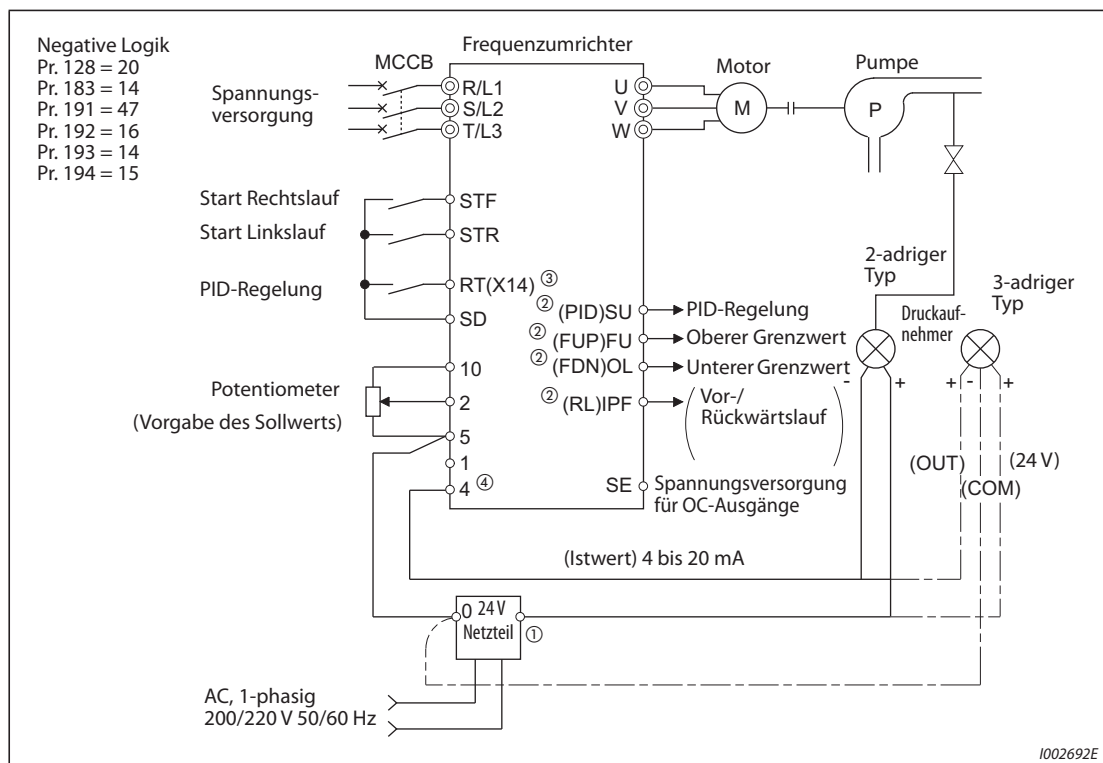 Negative Logik
Pr. 128 = 20
Pr. 183 = 14
Pr. 191 = 47
Pr. 192 = 16
Pr. 193 = 14
Pr. 194 = 15
Frequenzumrichter
MCCB
Motor
Pumpe
Spannungs-
versorgung
R/L1
S/L2
T/L3
U
V
W
M
P
Start Rechtslauf
STF
Start Linkslauf
STR
PID-Regelung
RT(X14) ③
SD
② (PID)SU
PID-Regelung
② (FUP)FU
Oberer Grenzwert
② (FDN)OL
Unterer Grenzwert
② (RL)IPF
Vor-/
Rückwärtslauf
SE
Spannungsversorgung
für OC-Ausgänge
2-adriger
Typ
3-adriger
Typ
Druckauf-
nehmer
- + + - +
(OUT)
(24 V)
(COM)
Potentiometer
(Vorgabe des Sollwerts)
10
2
5
1
4 ④
(Istwert) 4 bis 20 mA
0 24 V
Netzteil
①
AC, 1-phasig
200/220 V 50/60 Hz
I002692E